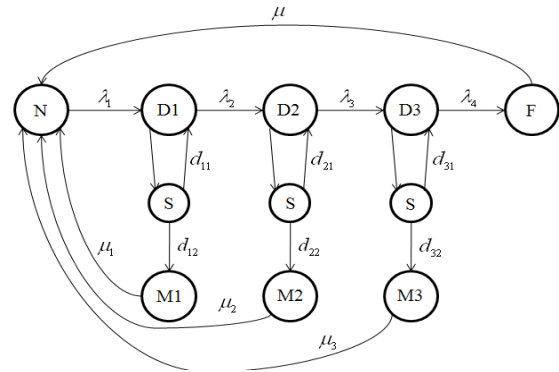 μ
N λ₁ D1 λ₂ D2 λ₃ D3 λ₄ F
d₁₁ d₂₁ d₃₁
S S S
μ₁ d₁₂ d₂₂ d₃₂
M1 μ₂ M2 M3
μ₃